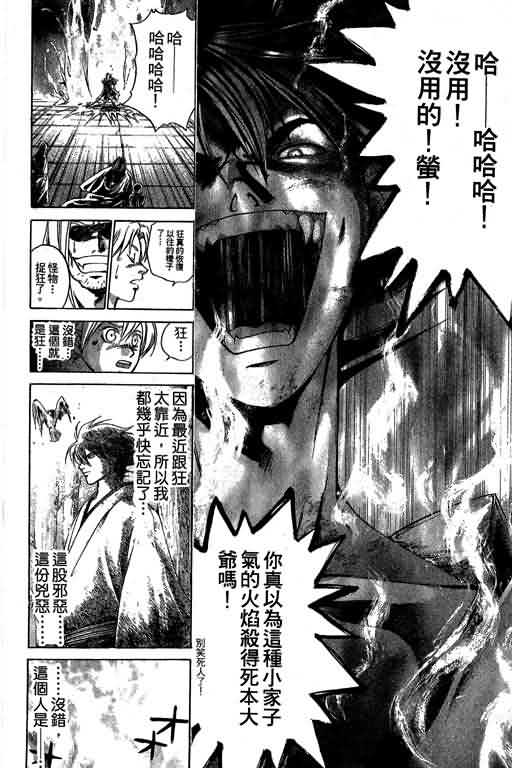 哈──哈哈哈！
沒用！
沒用的！螢！
你真以為這種小家子
氣的火焰殺得死本大
爺嗎！
別笑死人了！
哈──
哈哈哈哈！
狂真的恢復
以往的樣子
了…
怪物…
捉狂了。
狂…
沒錯…
這個就
是狂…
因為最近跟狂
太靠近，所以我
都幾乎快忘記了…
這股邪惡…
這份兇惡……
……沒錯，
這個人是